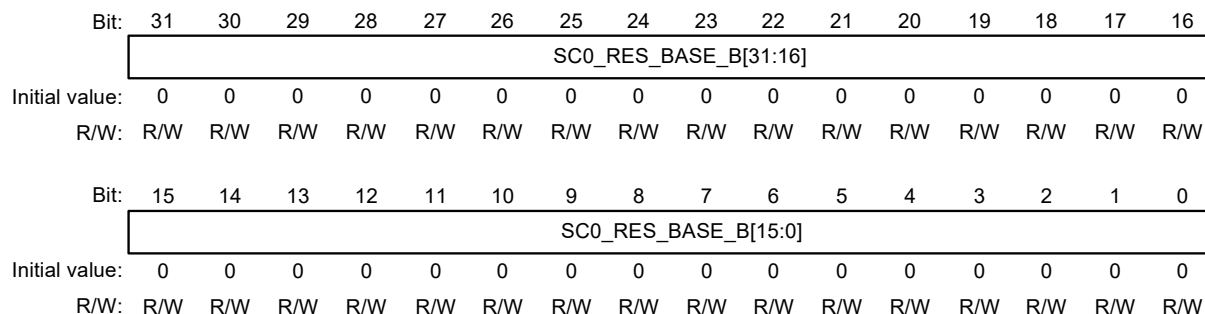 Bit: 31 30 29 28 27 26 25 24 23 22 21 20 19 18 17 16
SC0_RES_BASE_B[31:16]
Initial value: 0 0 0 0 0 0 0 0 0 0 0 0 0 0 0 0
R/W: R/W R/W R/W R/W R/W R/W R/W R/W R/W R/W R/W R/W R/W R/W R/W R/W
Bit: 15 14 13 12 11 10 9 8 7 6 5 4 3 2 1 0
SC0_RES_BASE_B[15:0]
Initial value: 0 0 0 0 0 0 0 0 0 0 0 0 0 0 0 0
R/W: R/W R/W R/W R/W R/W R/W R/W R/W R/W R/W R/W R/W R/W R/W R/W R/W